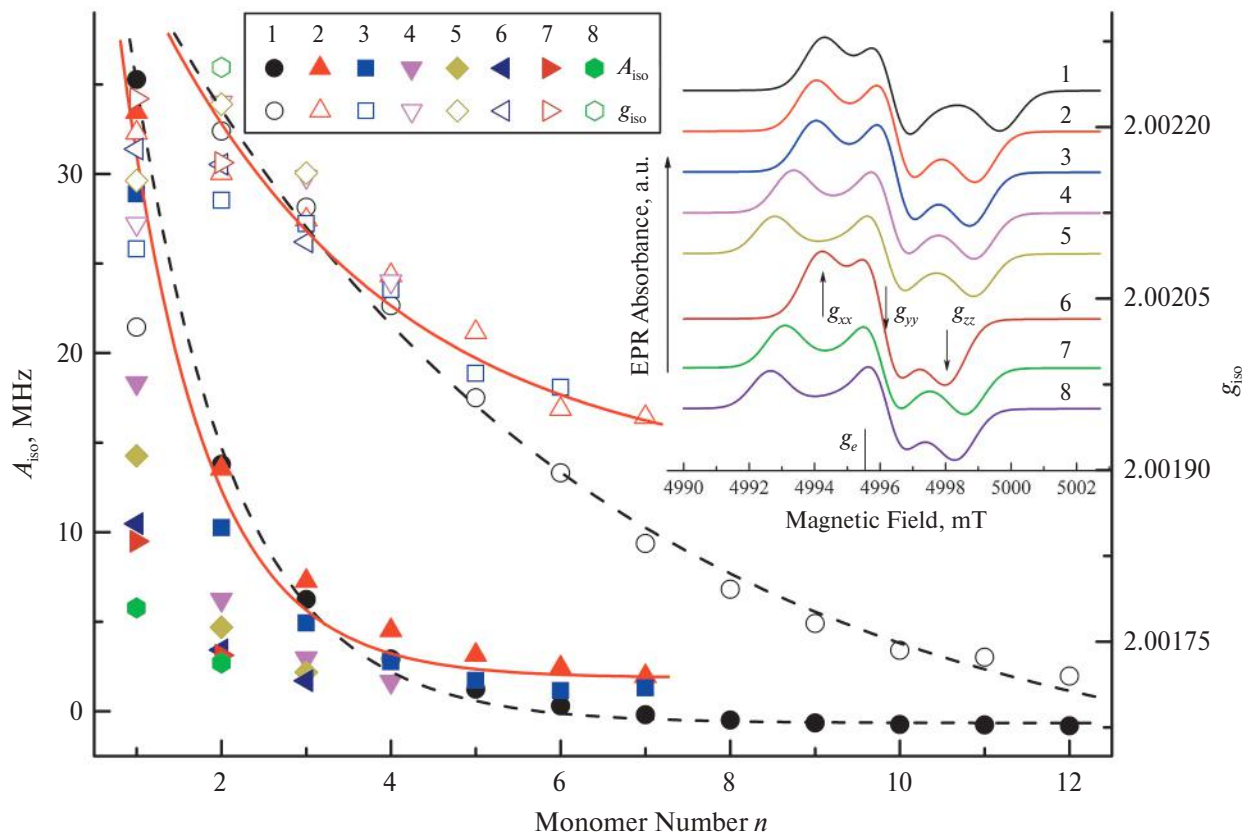 1 2 3 4 5 6 7 8
A_iso
g_iso
30
20
10
0
A_iso, MHz
2 4 6 8 10 12
Monomer Number n
2.00220
2.00205
2.00190
2.00175
g_iso
EPR Absorbance, a.u.
1
2
3
4
5
6
7
8
g_xx
g_yy
g_zz
g_e
4990 4992 4994 4996 4998 5000 5002
Magnetic Field, mT